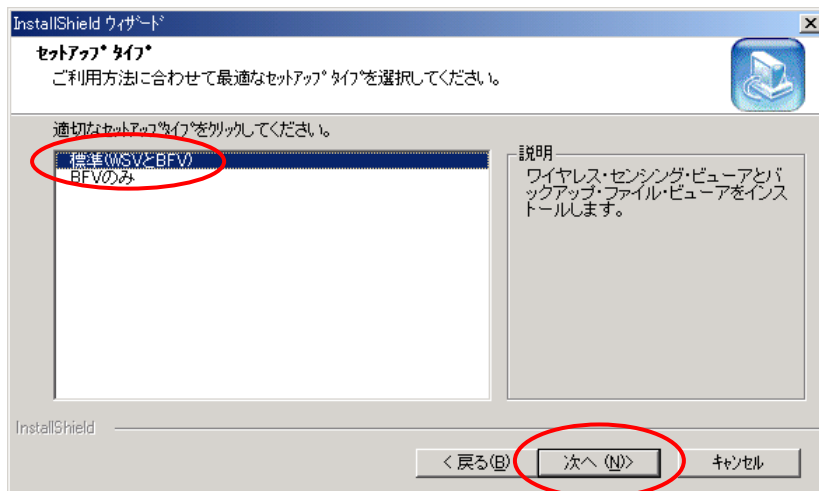 InstallShield ウィザード
セットアップ タイプ
ご利用方法に合わせて最適なセットアップ タイプを選択してください。
適切なセットアップタイプをクリックしてください。
標準(WSVとBFV)
BFVのみ
説明
ワイヤレス・センシング・ビューアとバ
ックアップ・ファイル・ビューアをインス
トールします。
InstallShield
< 戻る(B)
次へ (N)>
キャンセル